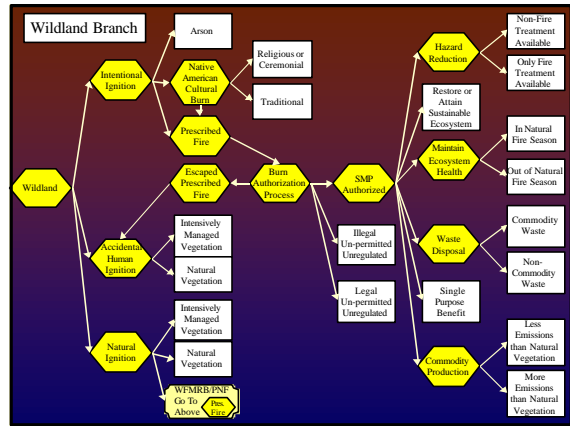 Wildland Branch
Wildland
Intentional
Ignition
Accidental
Human
Ignition
Natural
Ignition
Arson
Native
American
Cultural
Burn
Religious or
Ceremonial
Traditional
Prescribed
Fire
Escaped
Prescribed
Fire
Intensively
Managed
Vegetation
Natural
Vegetation
Intensively
Managed
Vegetation
Natural
Vegetation
WFMRB/PNF
Go To
Above
Pres.
Fire
Burn
Authorization
Process
SMP
Authorized
Illegal
Un-permitted
Unregulated
Legal
Un-permitted
Unregulated
Hazard
Reduction
Non-Fire
Treatment
Available
Only Fire
Treatment
Available
Restore or
Attain
Sustainable
Ecosystem
Maintain
Ecosystem
Health
In Natural
Fire Season
Out of Natural
Fire Season
Waste
Disposal
Commodity
Waste
Non-
Commodity
Waste
Single
Purpose
Benefit
Commodity
Production
Less
Emissions
than Natural
Vegetation
More
Emissions
than Natural
Vegetation